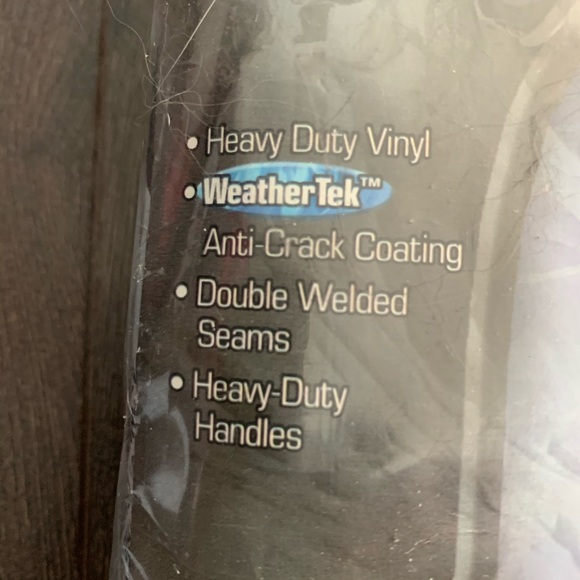 • Heavy Duty Vinyl
• WeatherTek™
Anti-Crack Coating
• Double Welded
Seams
• Heavy-Duty
Handles